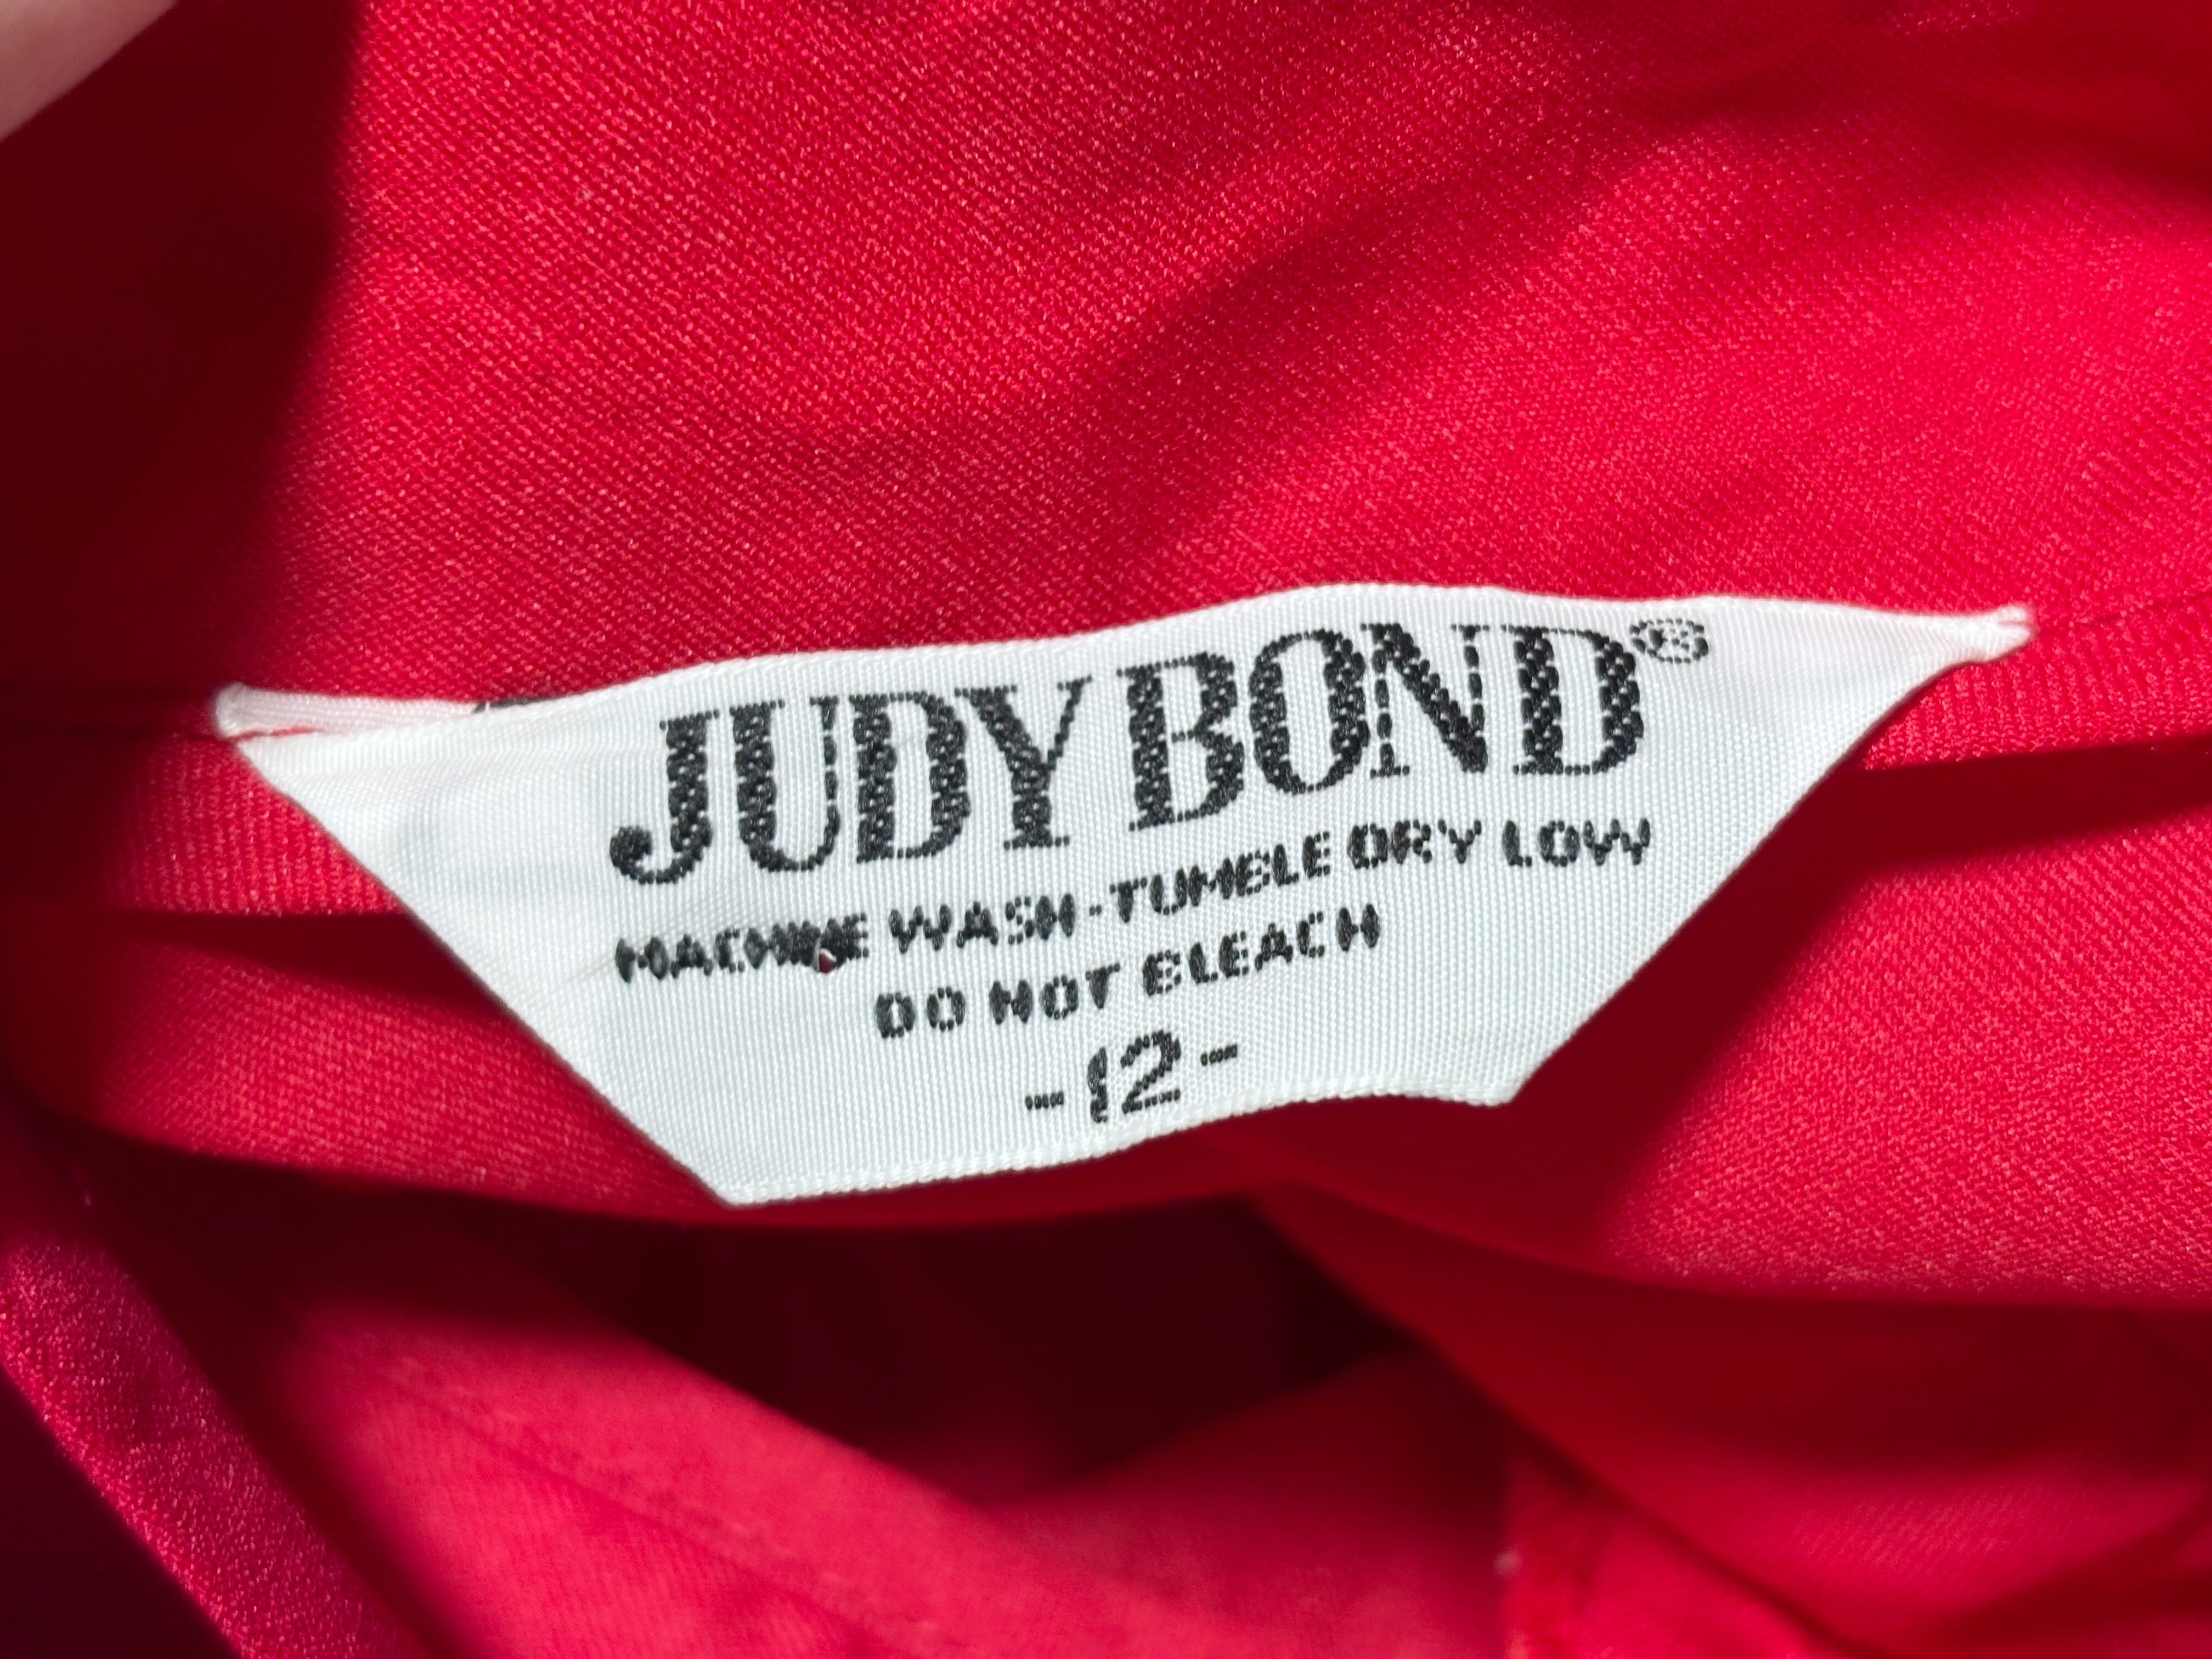 JUDY BOND®
MACHINE WASH-TUMBLE DRY LOW
DO NOT BLEACH
-12-